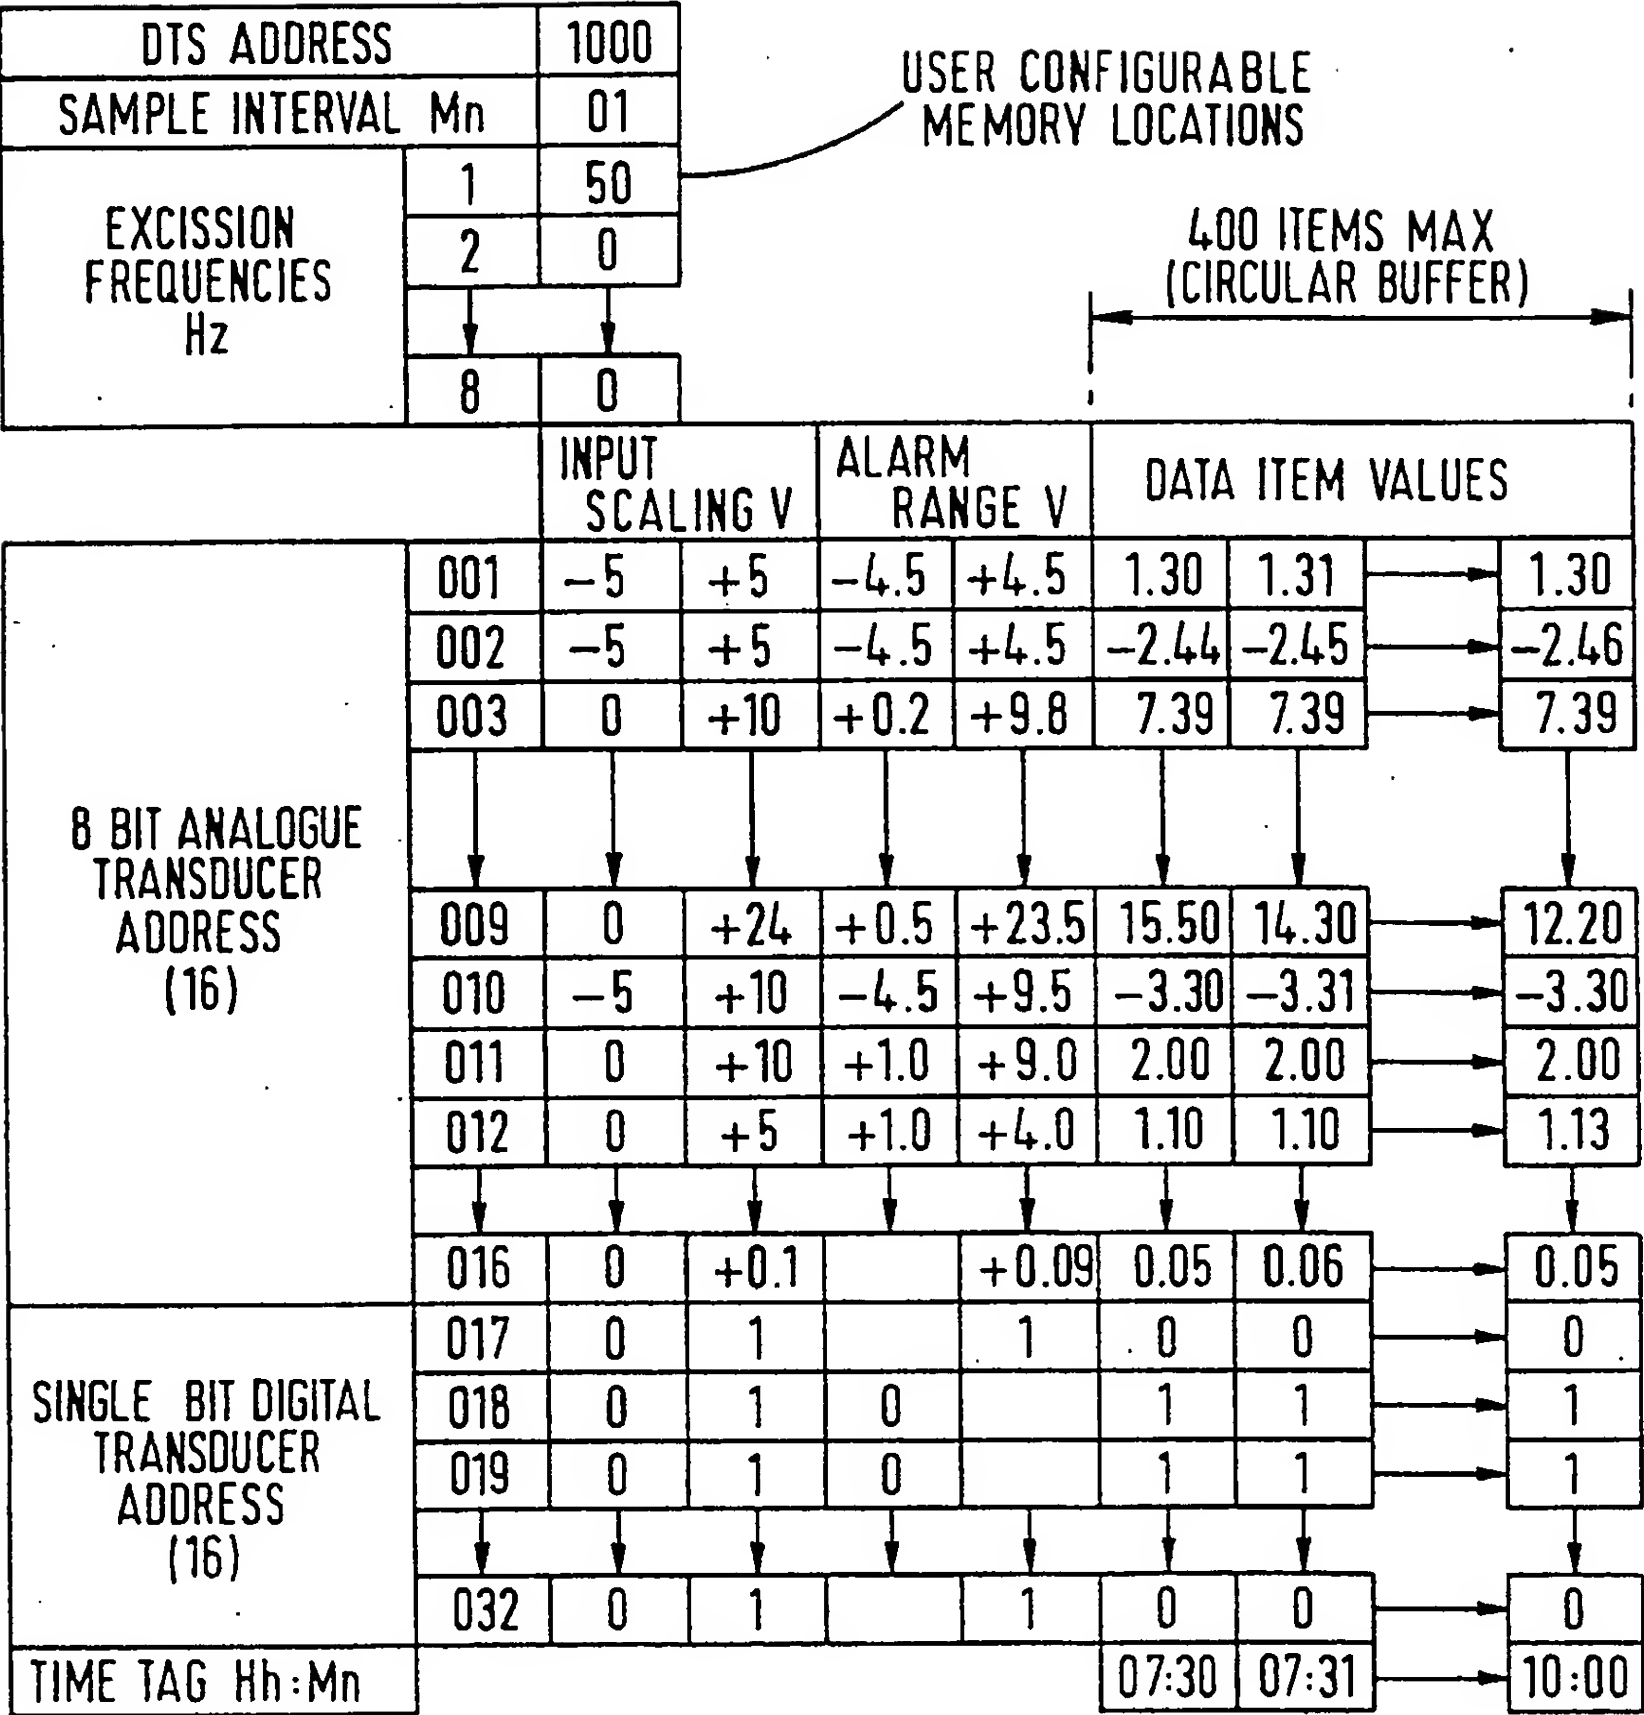 DTS ADDRESS 1000
SAMPLE INTERVAL Mn 01
USER CONFIGURABLE
MEMORY LOCATIONS
EXCISSION
FREQUENCIES
Hz
1 50
2 0
8 0
400 ITEMS MAX
(CIRCULAR BUFFER)
INPUT
SCALING V
ALARM
RANGE V
DATA ITEM VALUES
8 BIT ANALOGUE
TRANSDUCER
ADDRESS
(16)
001 -5 +5 -4.5 +4.5 1.30 1.31 1.30
002 -5 +5 -4.5 +4.5 -2.44 -2.45 -2.46
003 0 +10 +0.2 +9.8 7.39 7.39 7.39
009 0 +24 +0.5 +23.5 15.50 14.30 12.20
010 -5 +10 -4.5 +9.5 -3.30 -3.31 -3.30
011 0 +10 +1.0 +9.0 2.00 2.00 2.00
012 0 +5 +1.0 +4.0 1.10 1.10 1.13
016 0 +0.1 +0.09 0.05 0.06 0.05
SINGLE BIT DIGITAL
TRANSDUCER
ADDRESS
(16)
017 0 1 1 0 0 0
018 0 1 0 1 1 1
019 0 1 0 1 1 1
032 0 1 1 0 0 0
TIME TAG Hh:Mn 07:30 07:31 10:00